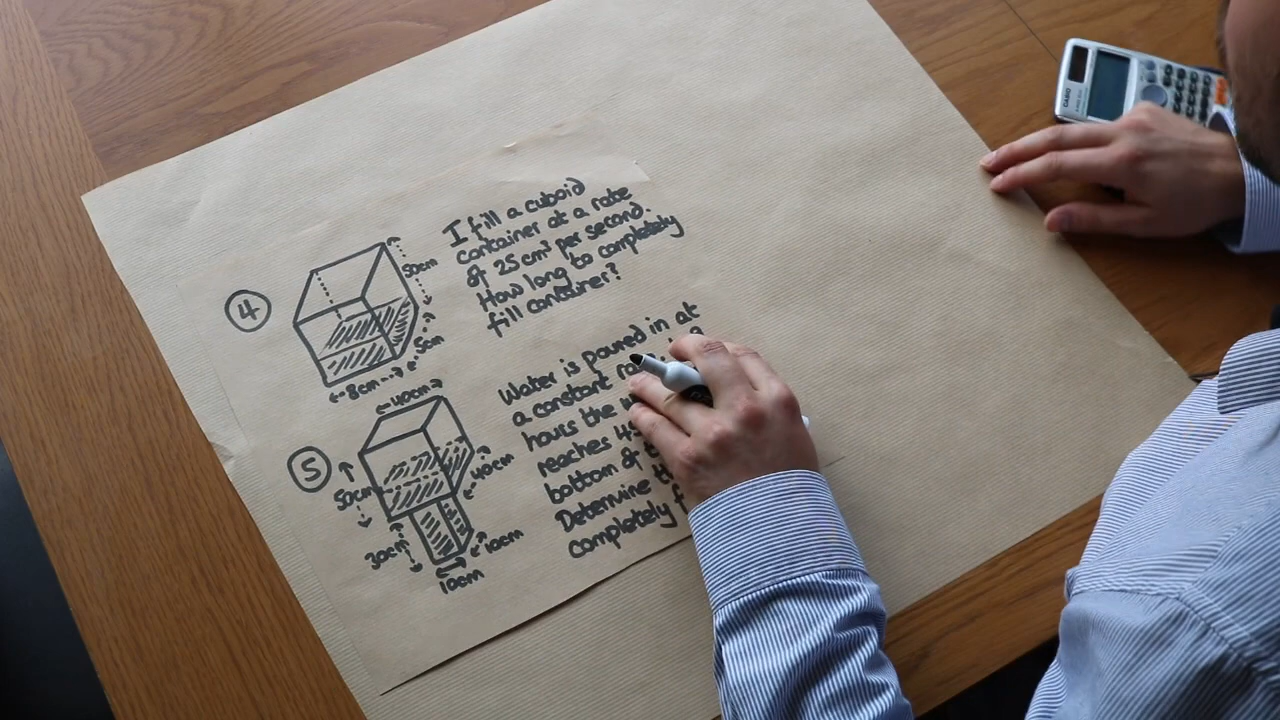 4
I fill a cuboid
container at a rate
of 25cm³ per second.
How long to completely
fill container?
50cm
5cm
8cm
5
Water is poured in at
a constant
hours the
reaches
bottom of
Determine
completely
40cm
50cm
40cm
30cm
10cm
10cm
CASIO